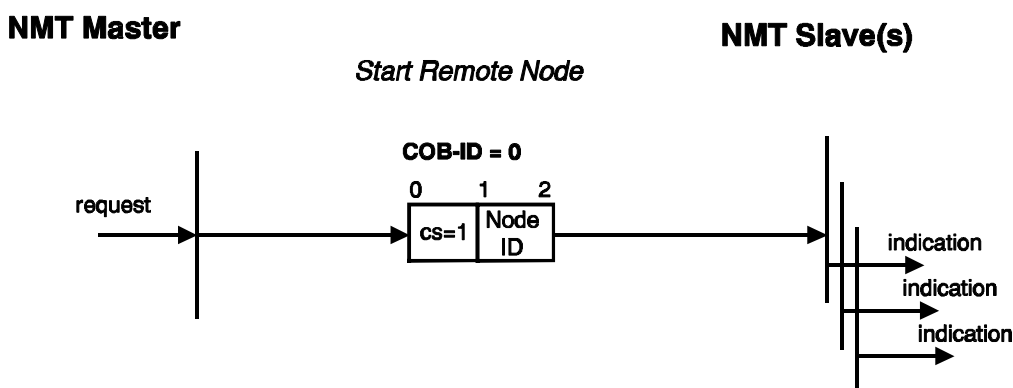 NMT Master
NMT Slave(s)
Start Remote Node
COB-ID = 0
0 1 2
request
cs=1
Node
ID
indication
indication
indication